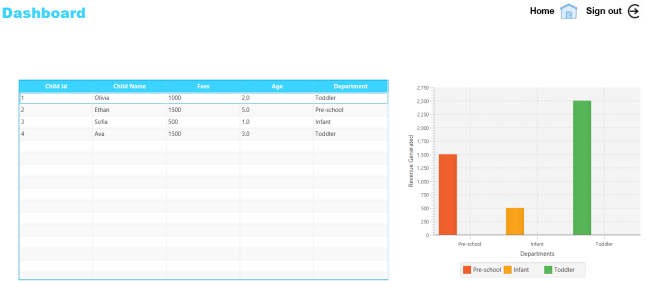 Dashboard
Home
Sign out
Child Id Child Name Fees Age Department
1 Olivia 1000 2.0 Toddler
2 Ethan 1500 5.0 Pre-school
3 Sofia 500 1.0 Infant
4 Ava 1500 3.0 Toddler
Revenue Generated
2,750
2,500
2,250
2,000
1,750
1,500
1,250
1,000
750
500
250
0
Pre-school Infant Toddler
Departments
Pre-school Infant Toddler